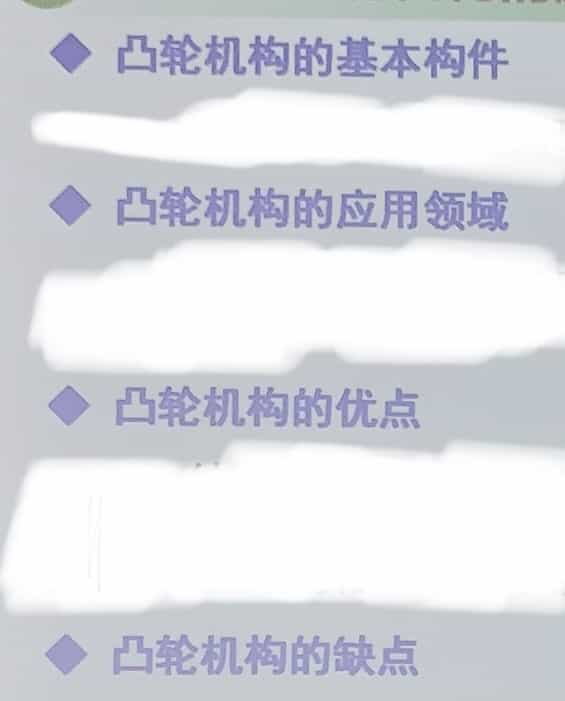 凸轮机构的基本构件
凸轮机构的应用领域
凸轮机构的优点
凸轮机构的缺点